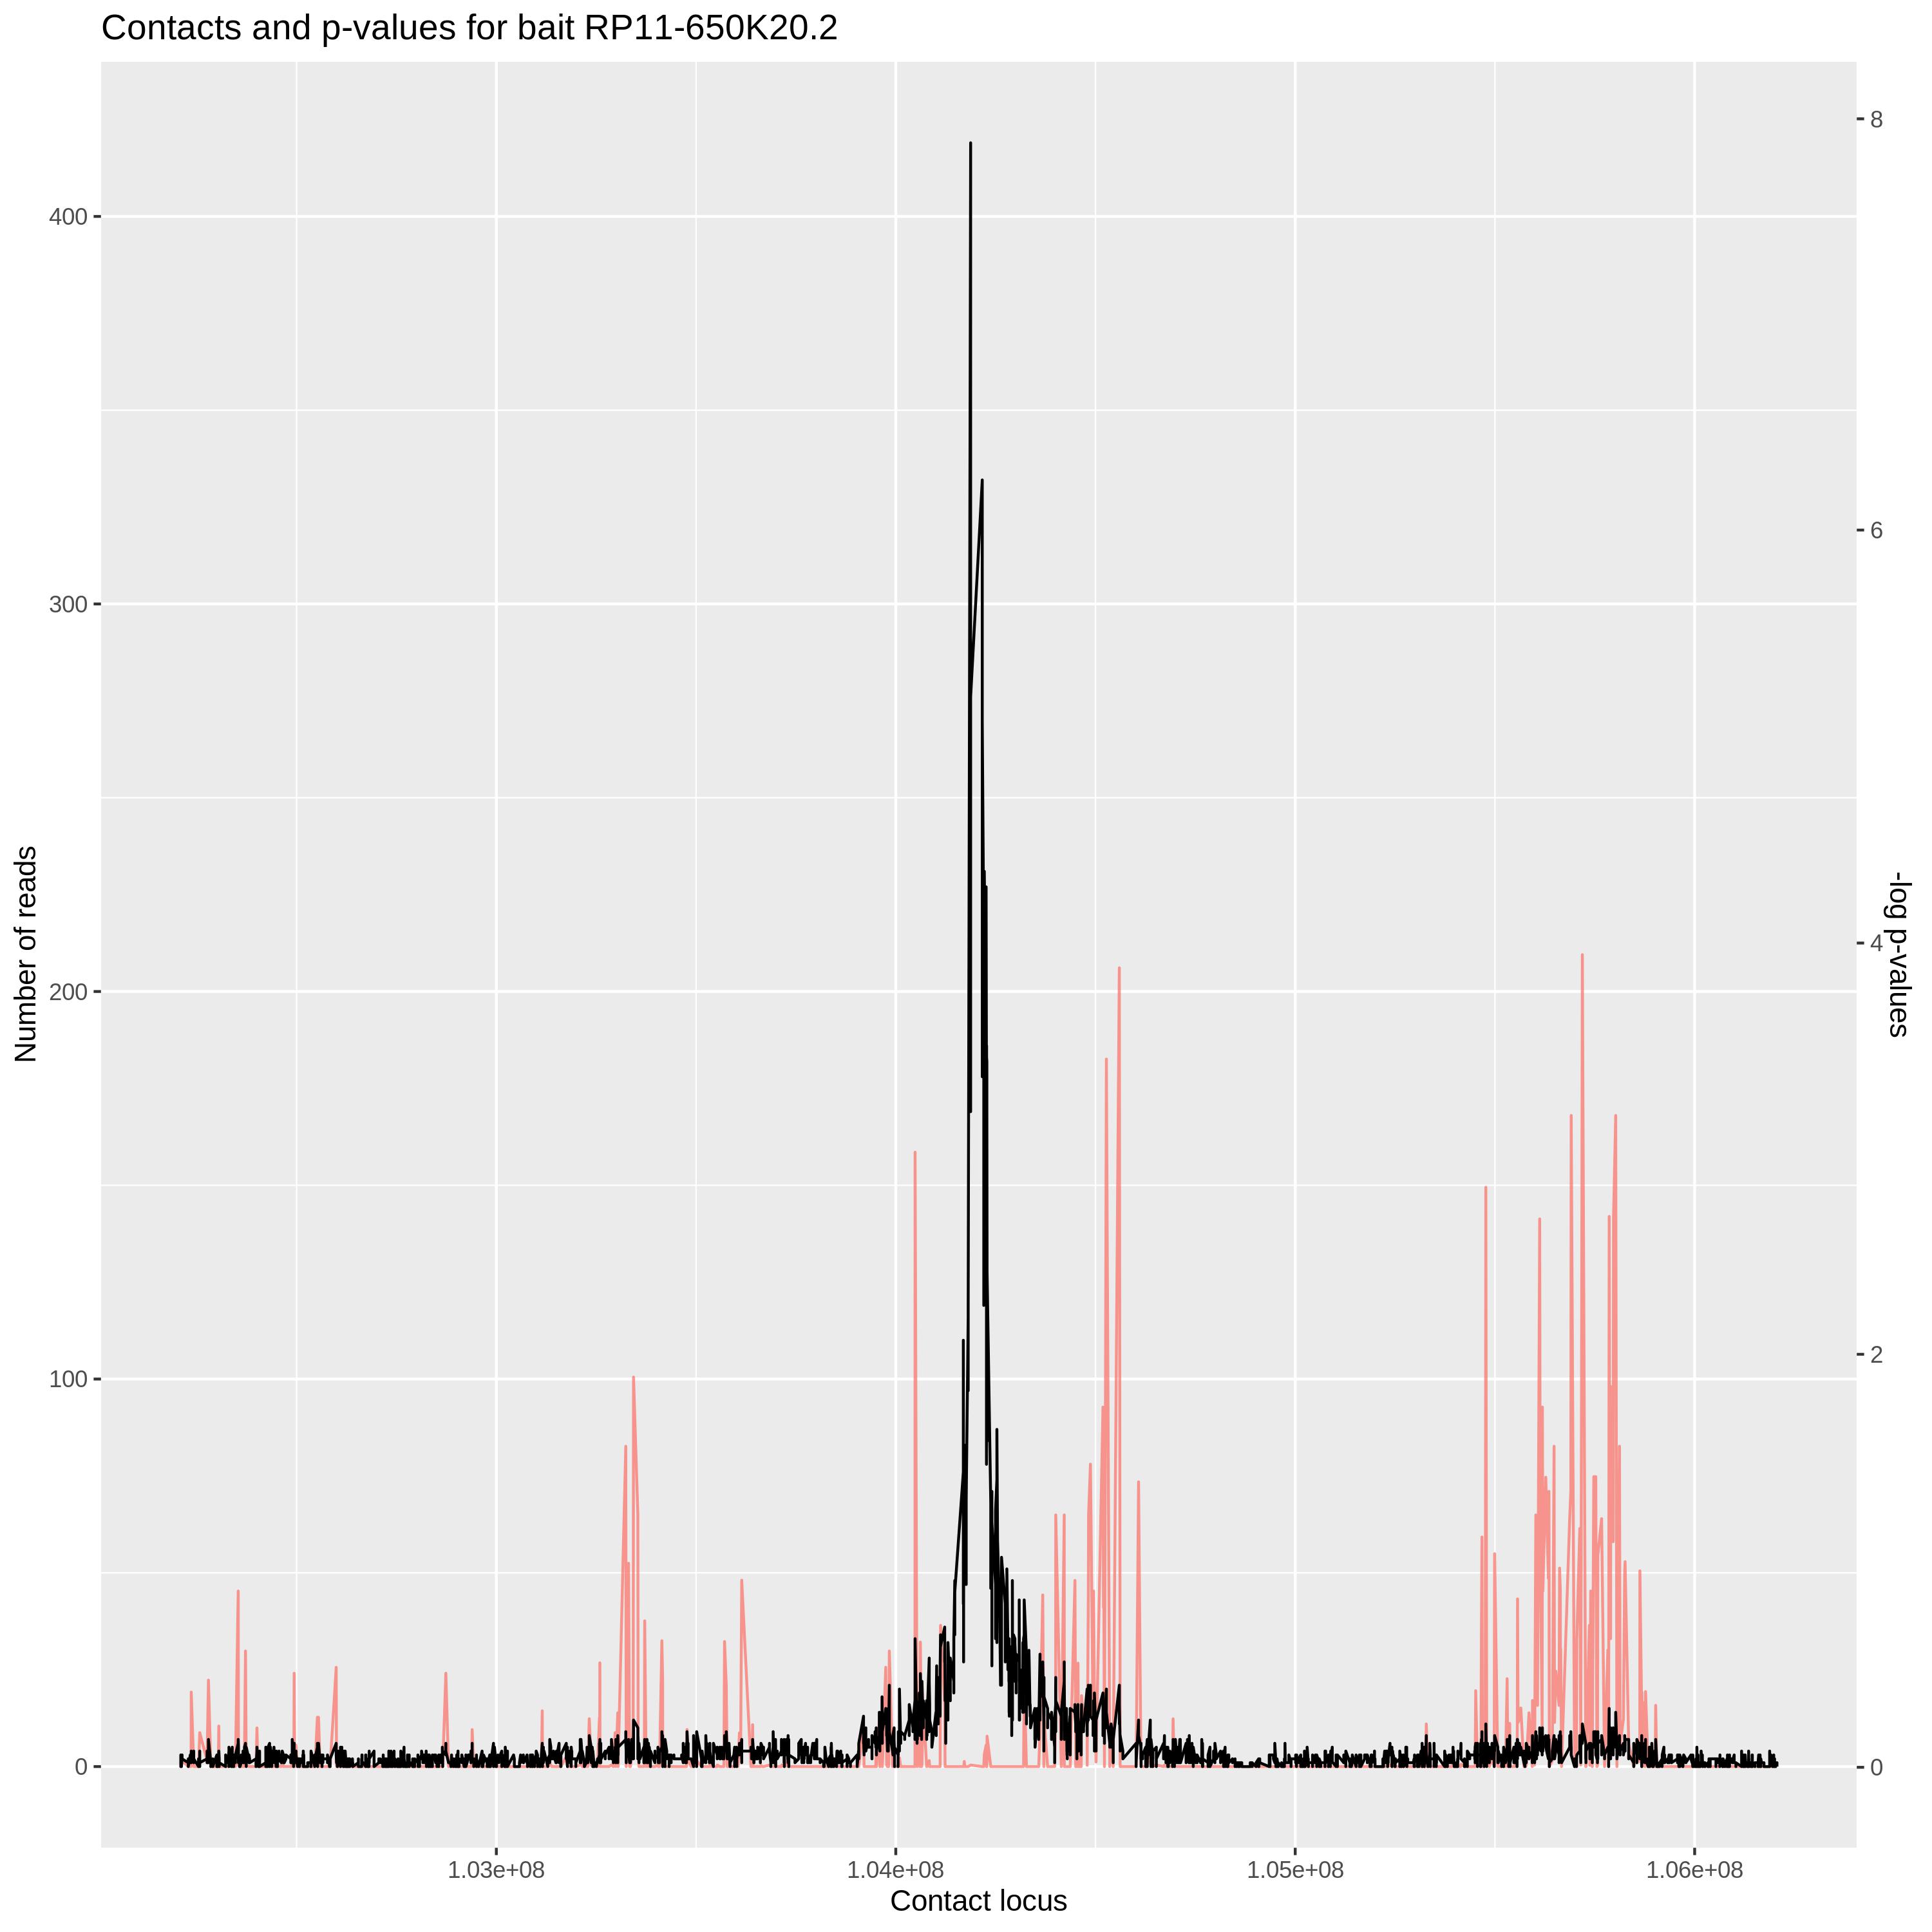 Contacts and p-values for bait RP11-650K20.2
400
300
200
100
0
Number of reads
8
6
4
2
0
-log p-values
1.03e+08
1.04e+08
1.05e+08
1.06e+08
Contact locus